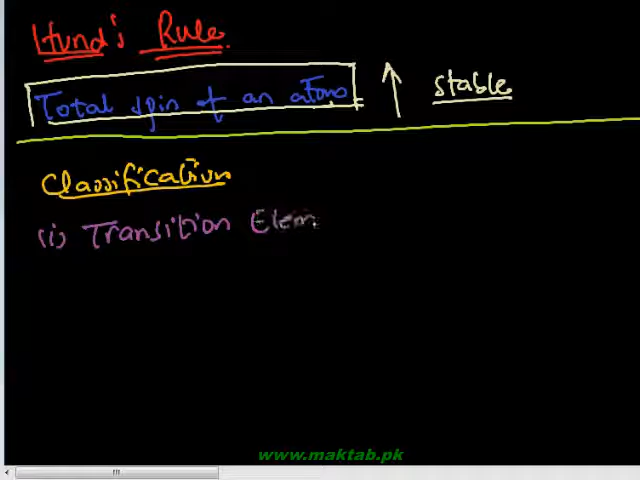 Hund's Rule
Total spin of an atom ↑ stable
Classification
(i) Transition Elem
www.maktab.pk